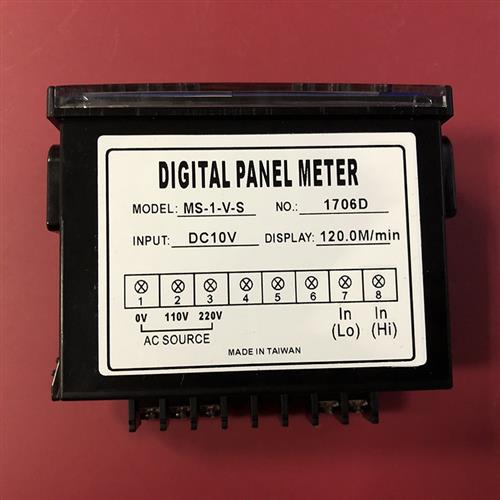 DIGITAL PANEL METER
MODEL: MS-1-V-S NO.: 1706D
INPUT: DC10V DISPLAY: 120.0M/min
1 2 3 4 5 6 7 8
0V 110V 220V In In
AC SOURCE (Lo) (Hi)
MADE IN TAIWAN